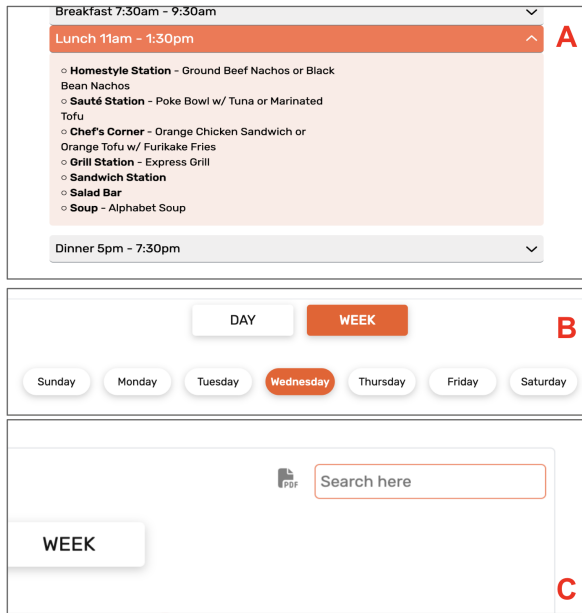 Breakfast 7:30am - 9:30am
Lunch 11am - 1:30pm
A
○ Homestyle Station - Ground Beef Nachos or Black
Bean Nachos
○ Sauté Station - Poke Bowl w/ Tuna or Marinated
Tofu
○ Chef's Corner - Orange Chicken Sandwich or
Orange Tofu w/ Furikake Fries
○ Grill Station - Express Grill
○ Sandwich Station
○ Salad Bar
○ Soup - Alphabet Soup
Dinner 5pm - 7:30pm
DAY WEEK B
Sunday Monday Tuesday Wednesday Thursday Friday Saturday
PDF Search here
WEEK
C